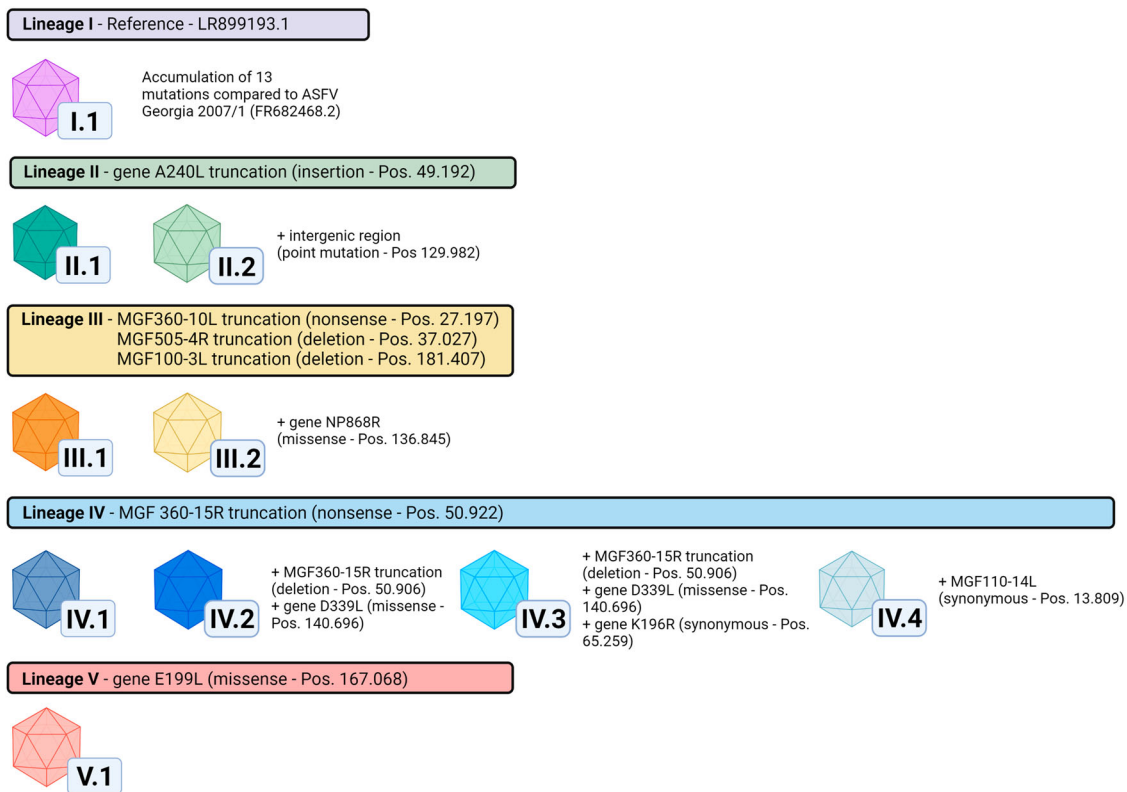 Lineage I - Reference - LR899193.1
I.1
Accumulation of 13
mutations compared to ASFV
Georgia 2007/1 (FR682468.2)
Lineage II - gene A240L truncation (insertion - Pos. 49.192)
II.1
II.2
+ intergenic region
(point mutation - Pos 129.982)
Lineage III - MGF360-10L truncation (nonsense - Pos. 27.197)
MGF505-4R truncation (deletion - Pos. 37.027)
MGF100-3L truncation (deletion - Pos. 181.407)
III.1
III.2
+ gene NP868R
(missense - Pos. 136.845)
Lineage IV - MGF 360-15R truncation (nonsense - Pos. 50.922)
IV.1
IV.2
+ MGF360-15R truncation
(deletion - Pos. 50.906)
+ gene D339L (missense -
Pos. 140.696)
IV.3
+ MGF360-15R truncation
(deletion - Pos. 50.906)
+ gene D339L (missense - Pos.
140.696)
+ gene K196R (synonymous - Pos.
65.259)
IV.4
+ MGF110-14L
(synonymous - Pos. 13.809)
Lineage V - gene E199L (missense - Pos. 167.068)
V.1